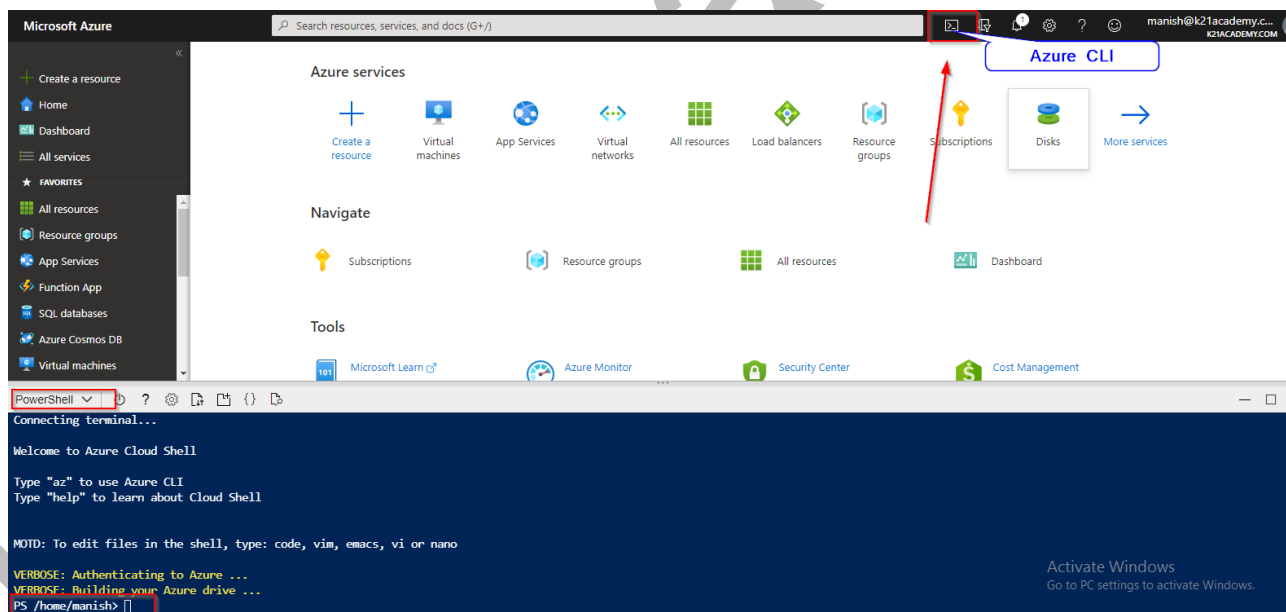 Microsoft Azure
Search resources, services, and docs (G+/)
1
manish@k21academy.c...
K21ACADEMY.COM
Azure CLI
«
Create a resource
Home
Dashboard
All services
FAVORITES
All resources
Resource groups
App Services
Function App
SQL databases
Azure Cosmos DB
Virtual machines
Azure services
Create a resource
Virtual machines
App Services
Virtual networks
All resources
Load balancers
Resource groups
Subscriptions
Disks
More services
Navigate
Subscriptions
Resource groups
All resources
Dashboard
Tools
101
Microsoft Learn
Azure Monitor
Security Center
Cost Management
PowerShell
? {}
Connecting terminal...
Welcome to Azure Cloud Shell
Type "az" to use Azure CLI
Type "help" to learn about Cloud Shell
MOTD: To edit files in the shell, type: code, vim, emacs, vi or nano
VERBOSE: Authenticating to Azure ...
VERBOSE: Building your Azure drive ...
PS /home/manish>
Activate Windows
Go to PC settings to activate Windows.